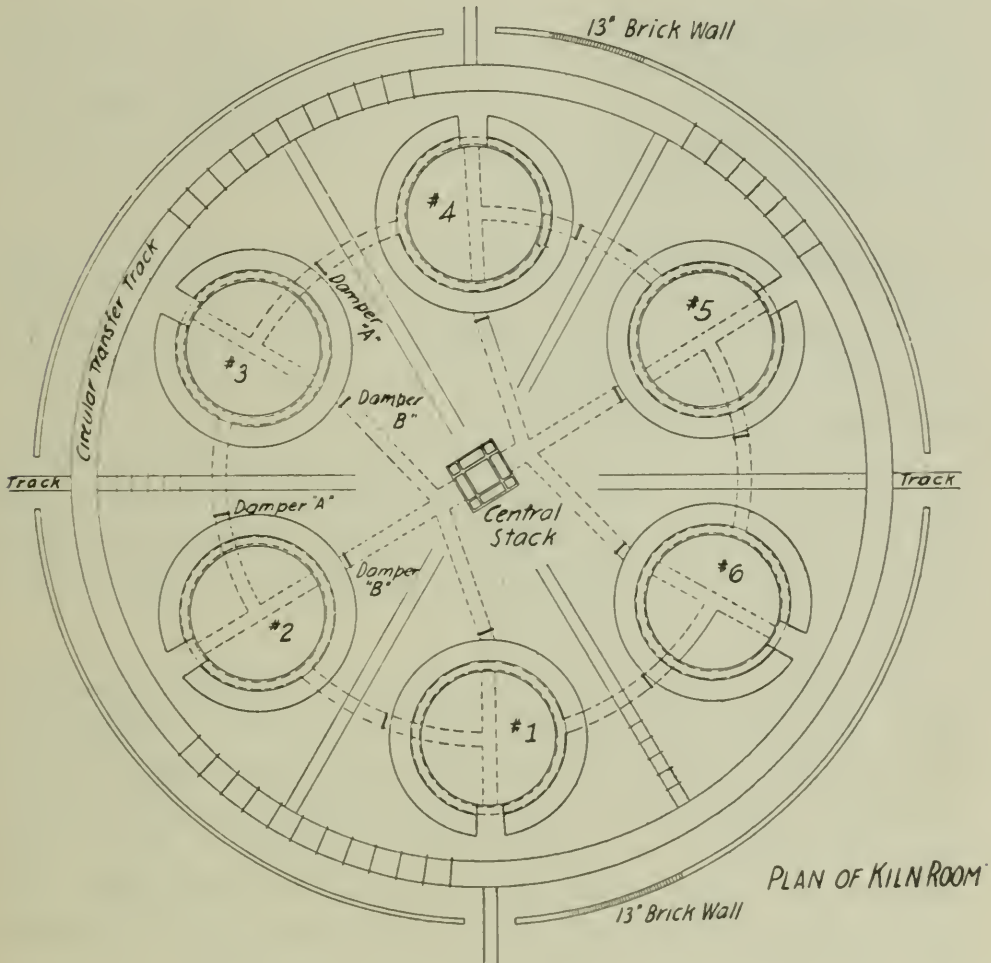 13" Brick Wall
#4
Circular Transfer Track
Damper
"A"
#5
#3
Damper
B"
Track
Track
Central
Stack
Damper "A"
Damper
"B"
#6
#2
#1
PLAN OF KILN ROOM
13" Brick Wall